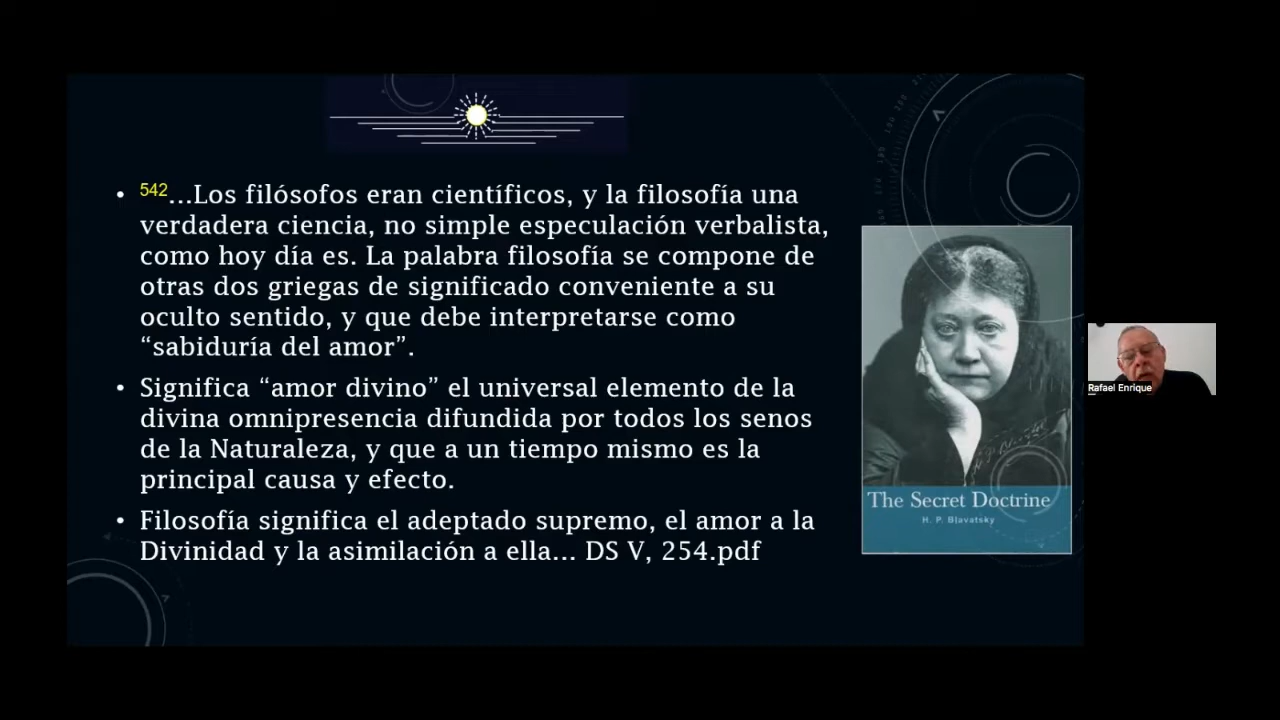 542...Los filósofos eran científicos, y la filosofía una
verdadera ciencia, no simple especulación verbalista,
como hoy día es. La palabra filosofía se compone de
otras dos griegas de significado conveniente a su
oculto sentido, y que debe interpretarse como
“sabiduría del amor”.
Significa “amor divino” el universal elemento de la
divina omnipresencia difundida por todos los senos
de la Naturaleza, y que a un tiempo mismo es la
principal causa y efecto.
Filosofía significa el adeptado supremo, el amor a la
Divinidad y la asimilación a ella... DS V, 254.pdf
The Secret Doctrine
H. P. Blavatsky
Rafael Enrique